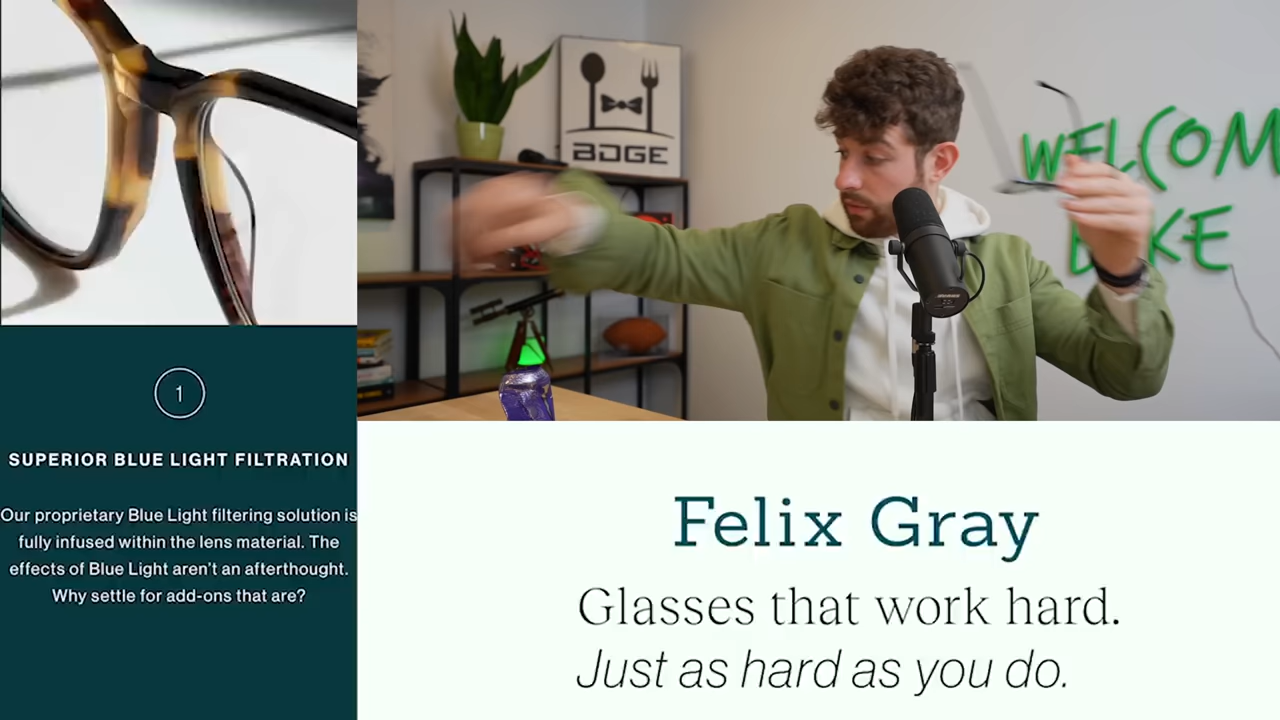 1
SUPERIOR BLUE LIGHT FILTRATION
Our proprietary Blue Light filtering solution is
fully infused within the lens material. The
effects of Blue Light aren't an afterthought.
Why settle for add-ons that are?
BDGE
WELCOM
Felix Gray
Glasses that work hard.
Just as hard as you do.